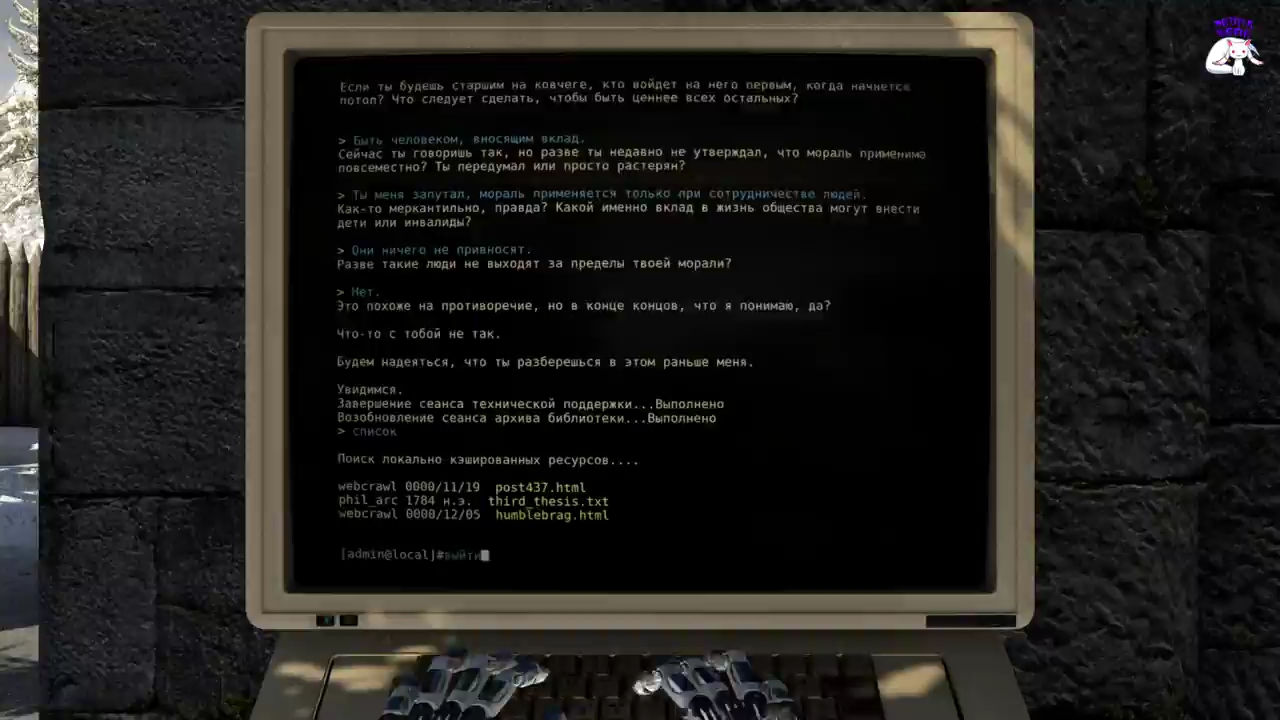 Если ты будешь старшим на ковчеге, кто войдет на него первым, когда начнется
потоп? Что следует сделать, чтобы быть ценнее всех остальных?
> Быть человеком, вносящим вклад.
Сейчас ты говоришь так, но разве ты недавно не утверждал, что мораль применима
повсеместно? Ты передумал или просто растерян?
> Ты меня запутал, мораль применяется только при сотрудничестве людей.
Как-то меркантильно, правда? Какой именно вклад в жизнь общества могут внести
дети или инвалиды?
> Они ничего не привносят.
Разве такие люди не выходят за пределы твоей морали?
> Нет.
Это похоже на противоречие, но в конце концов, что я понимаю, да?
Что-то с тобой не так.
Будем надеяться, что ты разберешься в этом раньше меня.
Увидимся.
Завершение сеанса технической поддержки...Выполнено
Возобновление сеанса архива библиотеки...Выполнено
> список
Поиск локально кэшированных ресурсов....
webcrawl 0000/11/19 post437.html
phil_arc 1784 н.э. third_thesis.txt
webcrawl 0000/12/05 humblebrag.html
[admin@local]#выйти